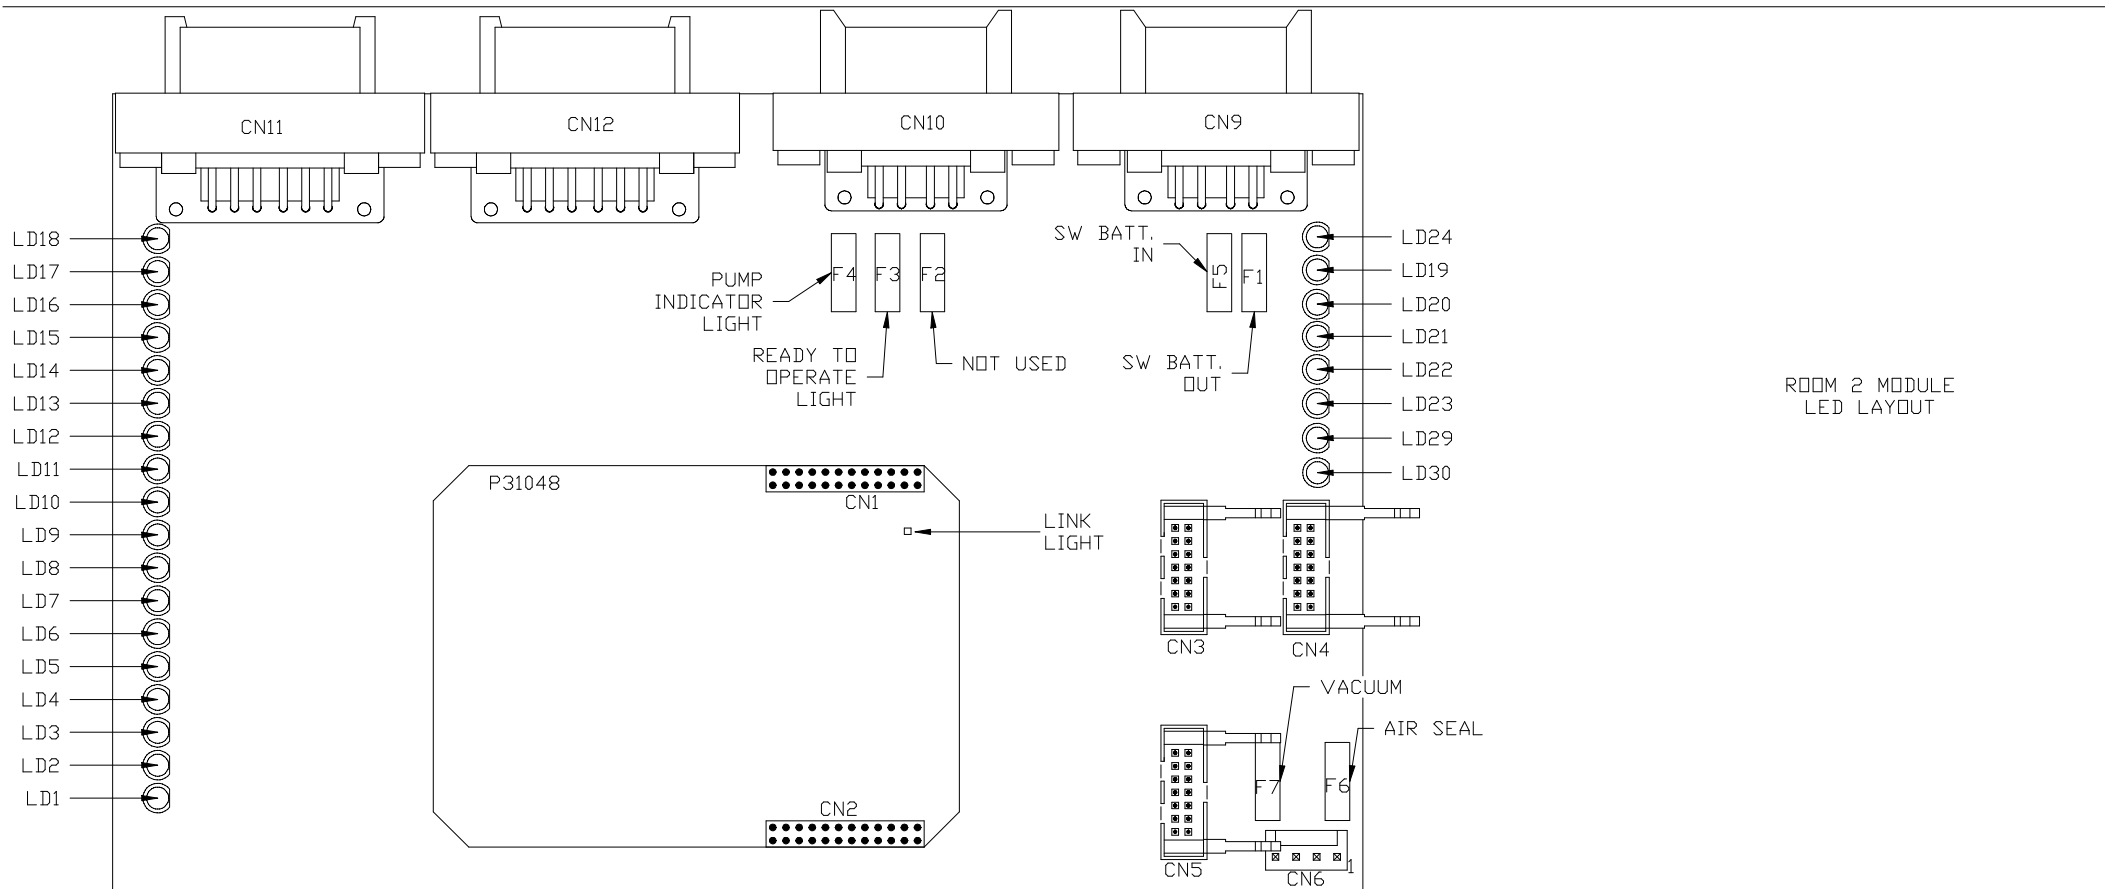 CN11
CN12
CN10
CN9
LD18
LD17
LD16
LD15
LD14
LD13
LD12
LD11
LD10
LD9
LD8
LD7
LD6
LD5
LD4
LD3
LD2
LD1
PUMP
INDICATOR
LIGHT
F4
F3
F2
READY TO
OPERATE
LIGHT
NOT USED
SW BATT.
IN
F5
F1
SW BATT.
OUT
LD24
LD19
LD20
LD21
LD22
LD23
LD29
LD30
ROOM 2 MODULE
LED LAYOUT
P31048
CN1
LINK
LIGHT
CN2
CN3
CN4
VACUUM
AIR SEAL
F7
F6
CN5
CN6
1